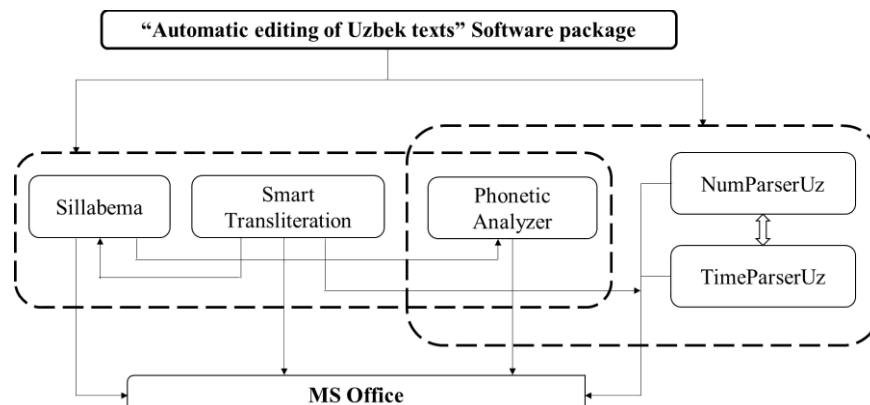 “Automatic editing of Uzbek texts” Software package
Sillabema
Smart
Transliteration
Phonetic
Analyzer
NumParserUz
TimeParserUz
MS Office